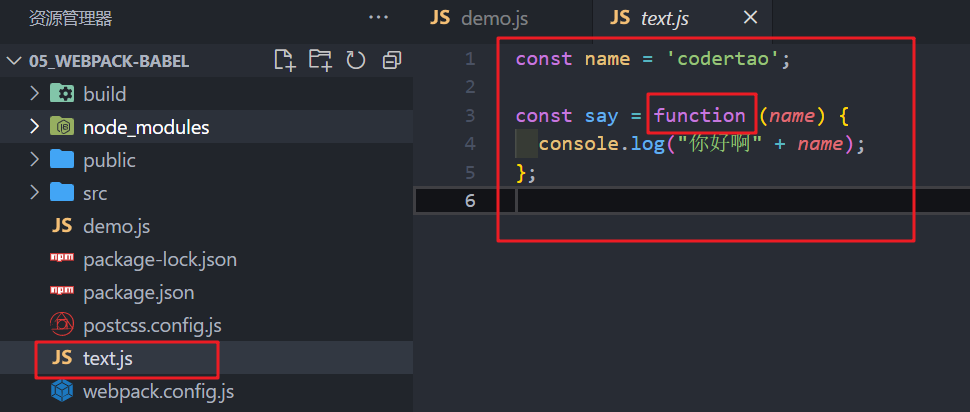 资源管理器
05_WEBPACK-BABEL
build
node_modules
public
src
JS demo.js
npm package-lock.json
npm package.json
postcss.config.js
JS text.js
webpack.config.js
JS demo.js
JS text.js
1 const name = 'codertao';
2
3 const say = function (name) {
4 console.log("你好啊" + name);
5 };
6